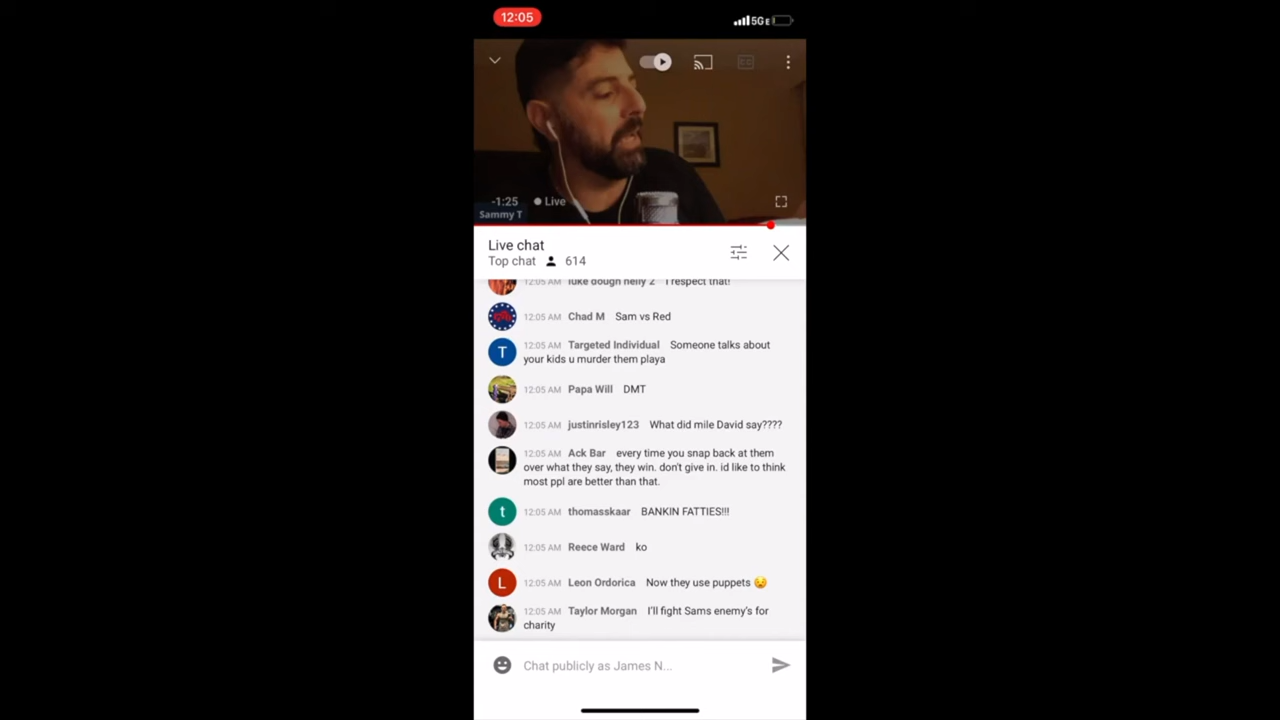 12:05
5GE
-1:25
Live
Sammy T
Live chat
Top chat 614
12:05 AM luke dough nelly 2 I respect that!
12:05 AM Chad M Sam vs Red
T
12:05 AM Targeted Individual Someone talks about
your kids u murder them playa
12:05 AM Papa Will DMT
12:05 AM justinrisley123 What did mile David say????
12:05 AM Ack Bar every time you snap back at them
over what they say, they win. don't give in. id like to think
most ppl are better than that.
t
12:05 AM thomasskaar BANKIN FATTIES!!!
12:05 AM Reece Ward ko
L
12:05 AM Leon Ordorica Now they use puppets 😣
12:05 AM Taylor Morgan I'll fight Sams enemy's for
charity
Chat publicly as James N...